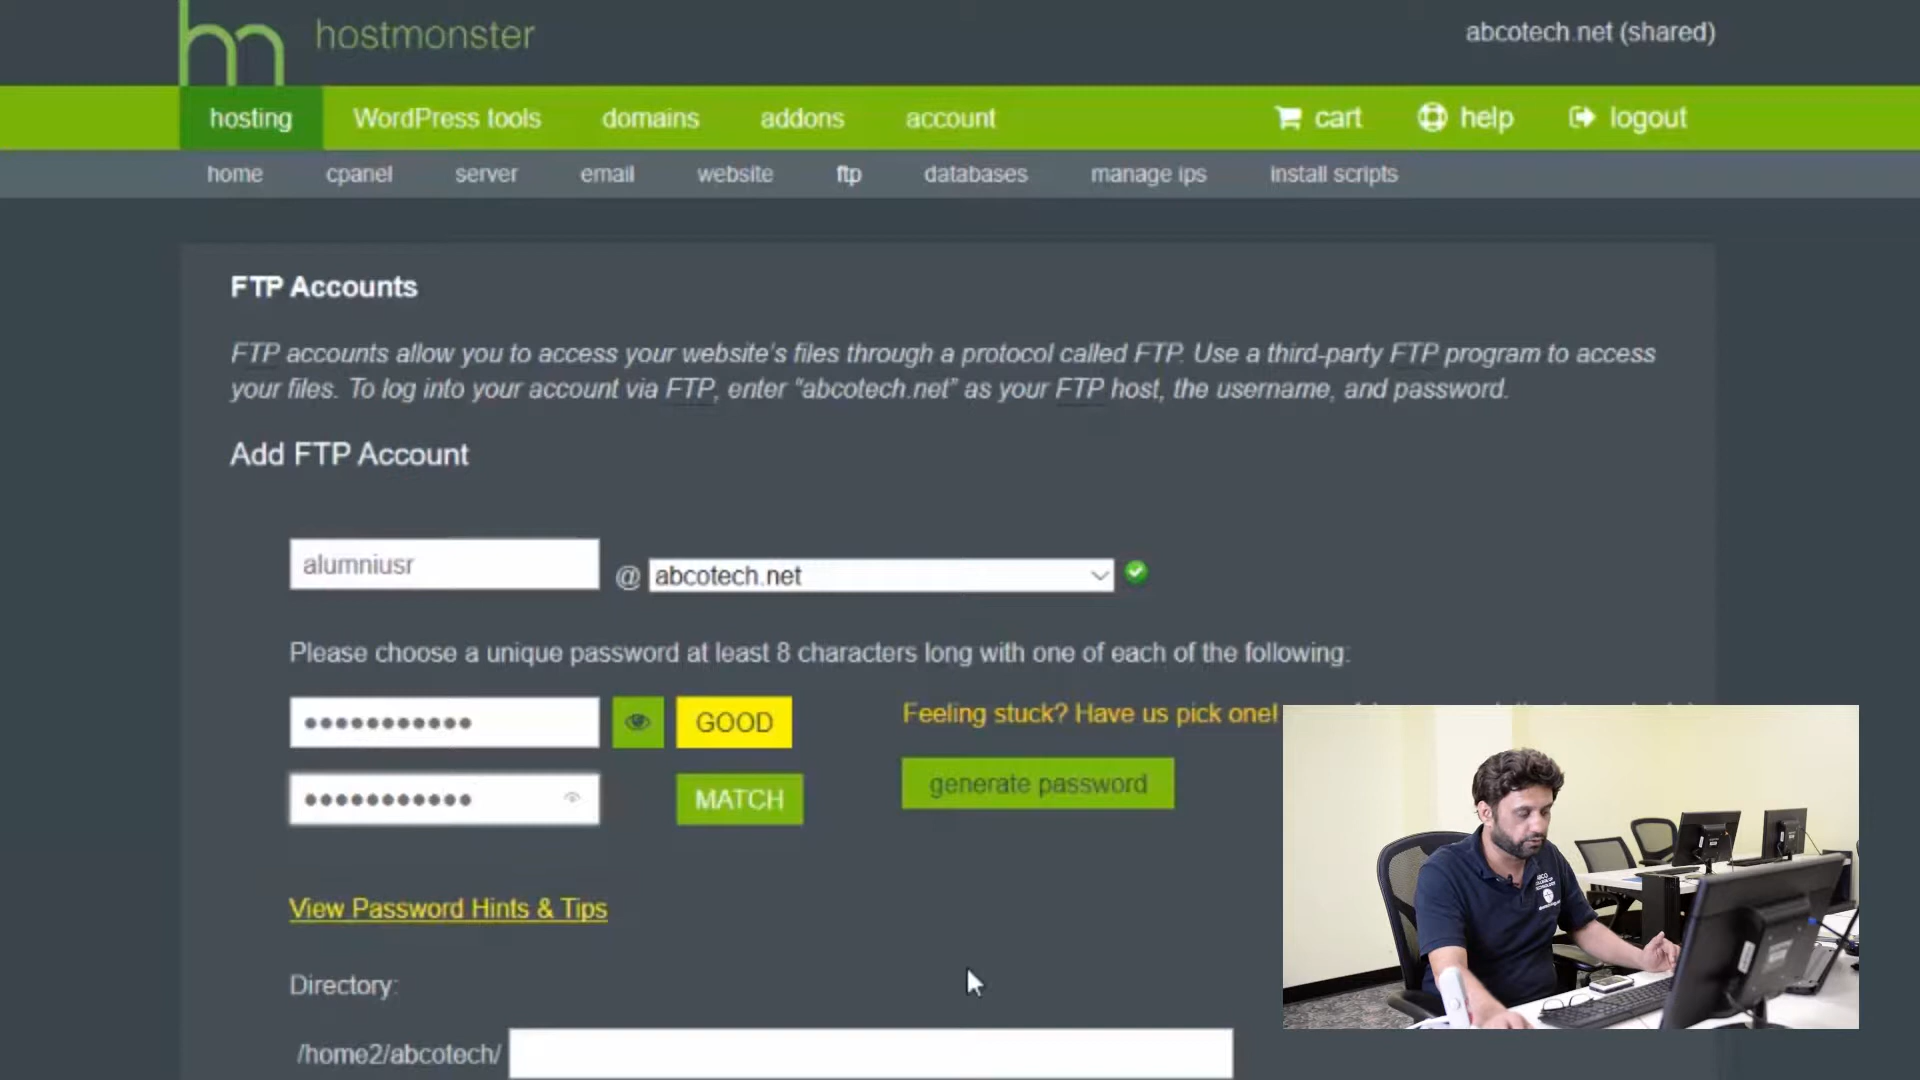 hm hostmonster
abcotech.net (shared)
hosting WordPress tools domains addons account cart help logout
home cpanel server email website ftp databases manage ips install scripts
FTP Accounts
FTP accounts allow you to access your website's files through a protocol called FTP. Use a third-party FTP program to access
your files. To log into your account via FTP, enter "abcotech.net" as your FTP host, the username, and password.
Add FTP Account
alumniusr @ abcotech.net
Please choose a unique password at least 8 characters long with one of each of the following:
GOOD
Feeling stuck? Have us pick one!
MATCH
generate password
View Password Hints & Tips
Directory:
/home2/abcotech/